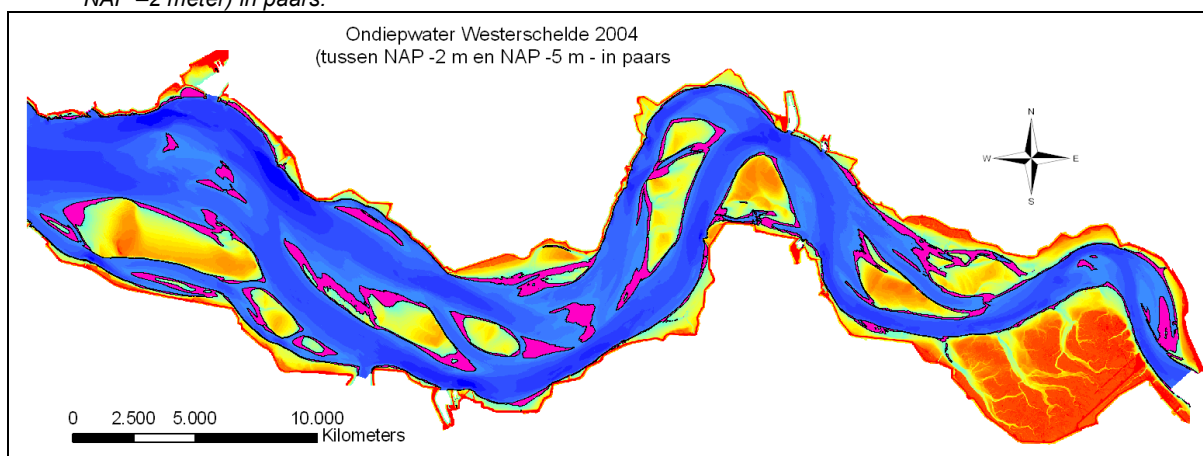 NAP –2 meter) in paars.
Ondiepwater Westerschelde 2004
(tussen NAP -2 m en NAP -5 m - in paars
N
W E
S
0 2.500 5.000 10.000
Kilometers